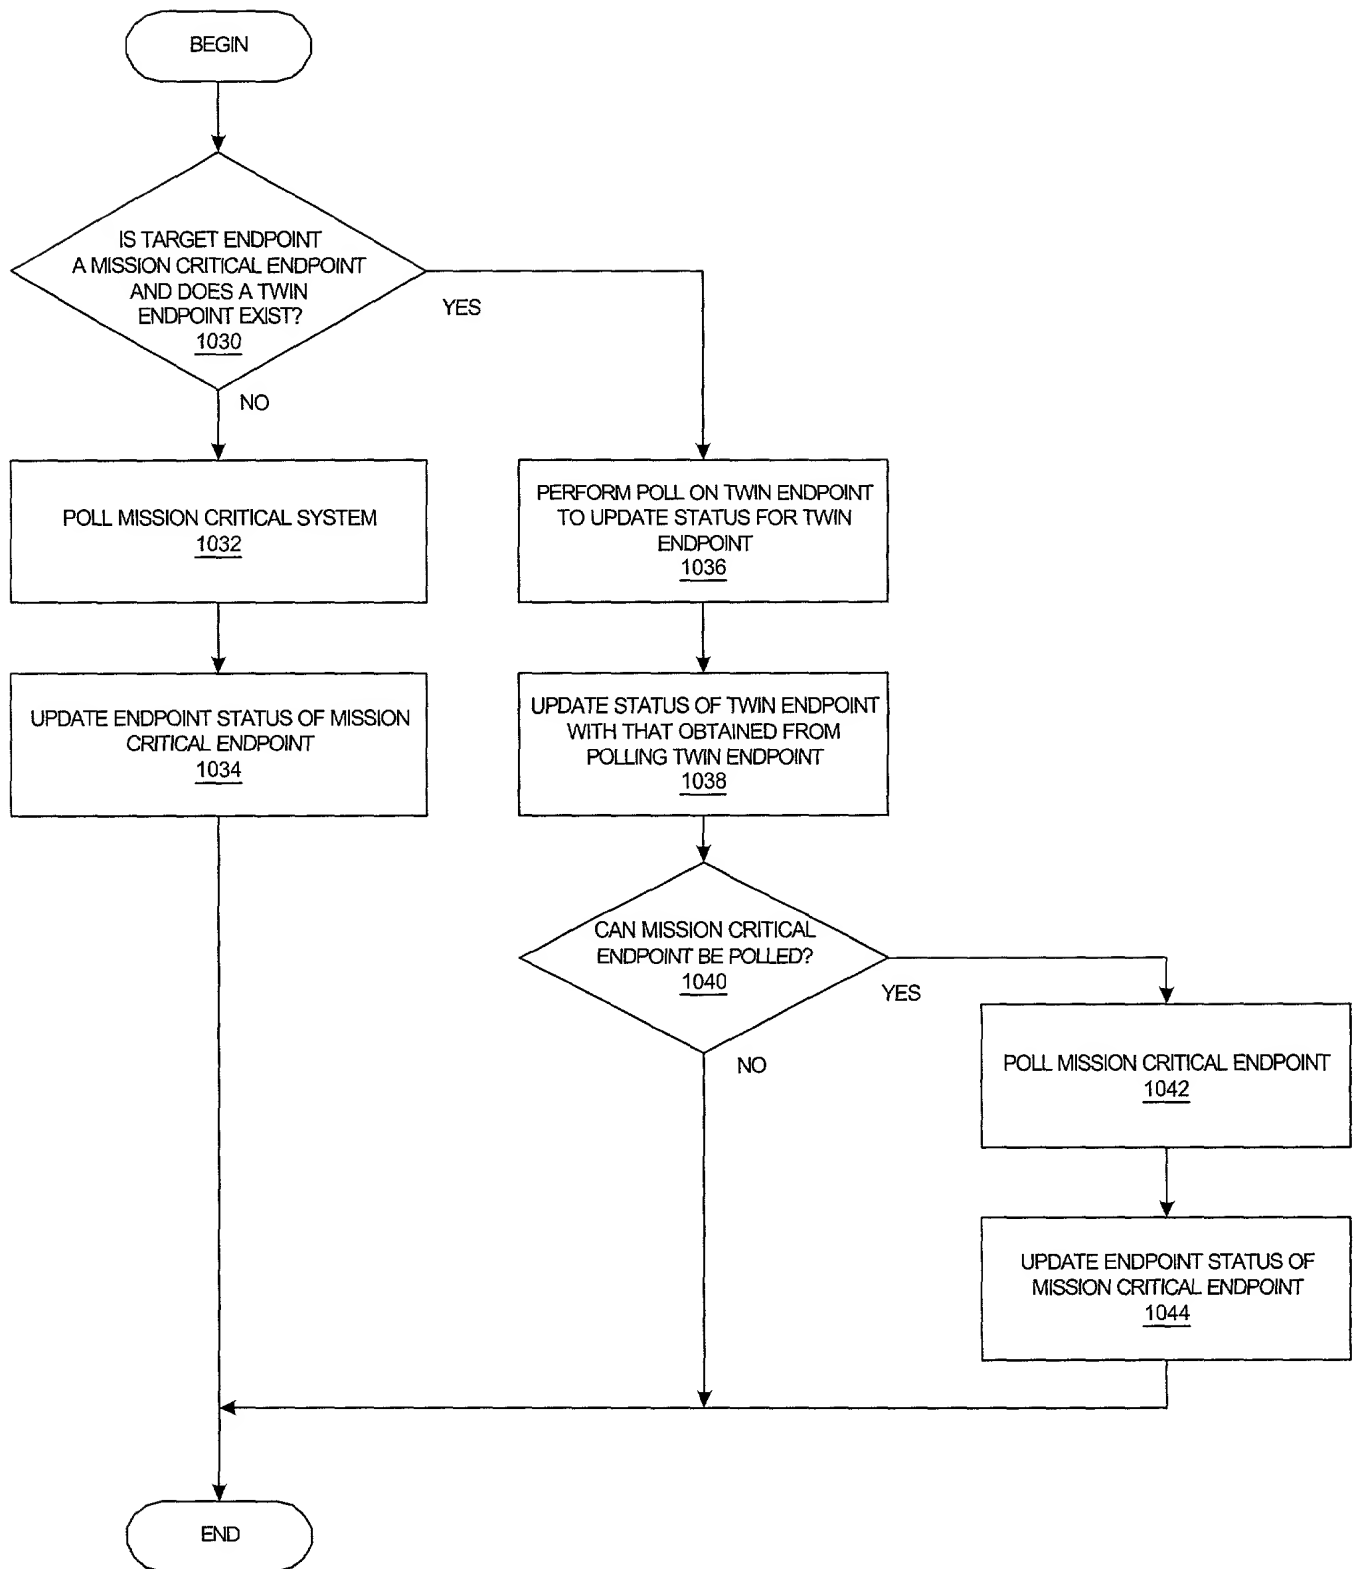 BEGIN
IS TARGET ENDPOINT
A MISSION CRITICAL ENDPOINT
AND DOES A TWIN
ENDPOINT EXIST?
1030
YES
NO
POLL MISSION CRITICAL SYSTEM
1032
PERFORM POLL ON TWIN ENDPOINT
TO UPDATE STATUS FOR TWIN
ENDPOINT
1036
UPDATE ENDPOINT STATUS OF MISSION
CRITICAL ENDPOINT
1034
UPDATE STATUS OF TWIN ENDPOINT
WITH THAT OBTAINED FROM
POLLING TWIN ENDPOINT
1038
CAN MISSION CRITICAL
ENDPOINT BE POLLED?
1040
YES
NO
POLL MISSION CRITICAL ENDPOINT
1042
UPDATE ENDPOINT STATUS OF
MISSION CRITICAL ENDPOINT
1044
END